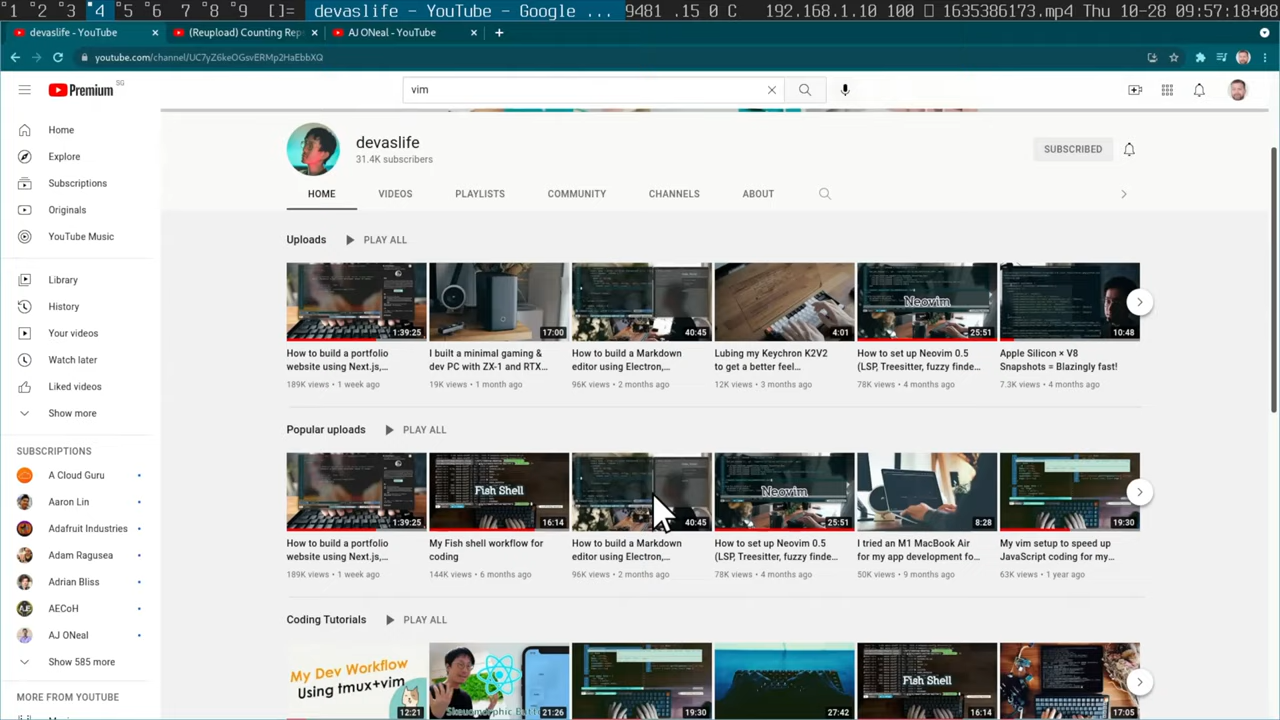 1 2 3 4 5 6 7 8 9 []= devaslife - YouTube - Google ... 9481 .15 0 C 192.168.1.10 100 1635386173.mp4 Thu 10-28 09:57:18+0
devaslife - YouTube (Reupload) Counting Rep AJ ONeal - YouTube
youtube.com/channel/UC7yZ6keOGsvERMp2HaEbbXQ
Premium SG
vim
Home
Explore
Subscriptions
Originals
YouTube Music
Library
History
Your videos
Watch later
Liked videos
Show more
SUBSCRIPTIONS
A Cloud Guru
Aaron Lin
Adafruit Industries
Adam Ragusea
Adrian Bliss
AECoH
AJ ONeal
Show 585 more
MORE FROM YOUTUBE
devaslife
31.4K subscribers
SUBSCRIBED
HOME VIDEOS PLAYLISTS COMMUNITY CHANNELS ABOUT
Uploads PLAY ALL
1:39:25
How to build a portfolio
website using Next.js,...
189K views • 1 week ago
17:00
I built a minimal gaming &
dev PC with ZX-1 and RTX...
19K views • 1 month ago
40:45
How to build a Markdown
editor using Electron,...
96K views • 2 months ago
4:01
Lubing my Keychron K2V2
to get a better feel...
12K views • 3 months ago
Neovim
25:51
How to set up Neovim 0.5
(LSP, Treesitter, fuzzy finde...
78K views • 4 months ago
10:48
Apple Silicon × V8
Snapshots = Blazingly fast!
7.3K views • 4 months ago
Popular uploads PLAY ALL
1:39:25
How to build a portfolio
website using Next.js,...
189K views • 1 week ago
Fish Shell
16:14
My Fish shell workflow for
coding
144K views • 6 months ago
40:45
How to build a Markdown
editor using Electron,...
96K views • 2 months ago
Neovim
25:51
How to set up Neovim 0.5
(LSP, Treesitter, fuzzy finde...
78K views • 4 months ago
8:28
I tried an M1 MacBook Air
for my app development fo...
50K views • 9 months ago
19:30
My vim setup to speed up
JavaScript coding for my...
63K views • 1 year ago
Coding Tutorials PLAY ALL
My Dev Workflow
Using tmux+vim
12:21
21:26
19:30
27:42
Fish Shell
16:14
17:05